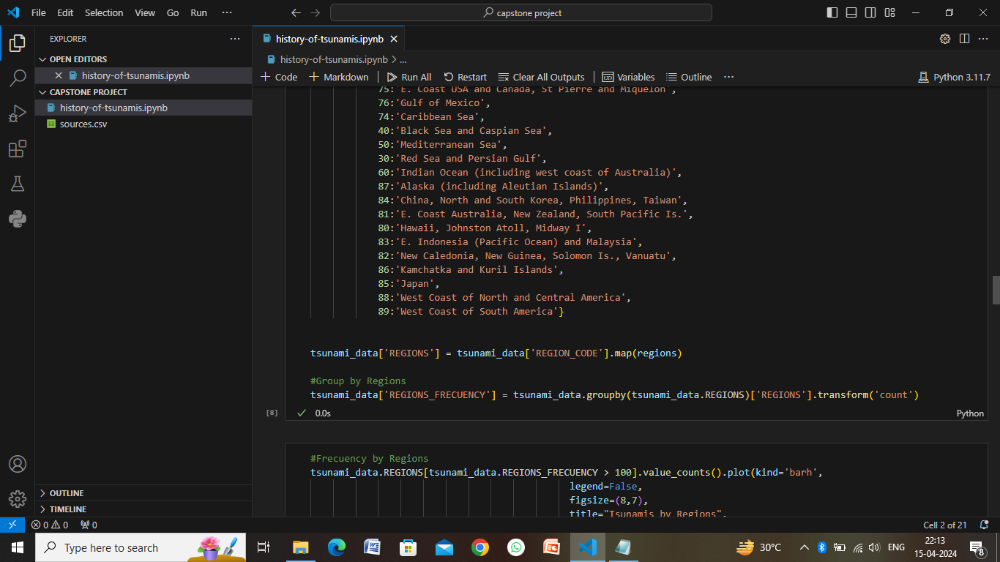 File Edit Selection View Go Run ···
capstone project
EXPLORER
OPEN EDITORS
history-of-tsunamis.ipynb
CAPSTONE PROJECT
history-of-tsunamis.ipynb
sources.csv
OUTLINE
TIMELINE
history-of-tsunamis.ipynb
history-of-tsunamis.ipynb > ...
+ Code + Markdown Run All Restart Clear All Outputs Variables Outline ··· Python 3.11.7
75:'E. Coast USA and Canada, St Pierre and Miquelon',
76:'Gulf of Mexico',
74:'Caribbean Sea',
40:'Black Sea and Caspian Sea',
50:'Mediterranean Sea',
30:'Red Sea and Persian Gulf',
60:'Indian Ocean (including west coast of Australia)',
87:'Alaska (including Aleutian Islands)',
84:'China, North and South Korea, Philippines, Taiwan',
81:'E. Coast Australia, New Zealand, South Pacific Is.',
80:'Hawaii, Johnston Atoll, Midway I',
83:'E. Indonesia (Pacific Ocean) and Malaysia',
82:'New Caledonia, New Guinea, Solomon Is., Vanuatu',
86:'Kamchatka and Kuril Islands',
85:'Japan',
88:'West Coast of North and Central America',
89:'West Coast of South America'}
tsunami_data['REGIONS'] = tsunami_data['REGION_CODE'].map(regions)
#Group by Regions
tsunami_data['REGIONS_FRECUENCY'] = tsunami_data.groupby(tsunami_data.REGIONS)['REGIONS'].transform('count')
[8] 0.0s Python
#Frecuency by Regions
tsunami_data.REGIONS[tsunami_data.REGIONS_FRECUENCY > 100].value_counts().plot(kind='barh',
legend=False,
figsize=(8,7),
title="Tsunamis by Regions",
0 0 0 Cell 2 of 21
Type here to search
30°C ENG 22:13
15-04-2024
8